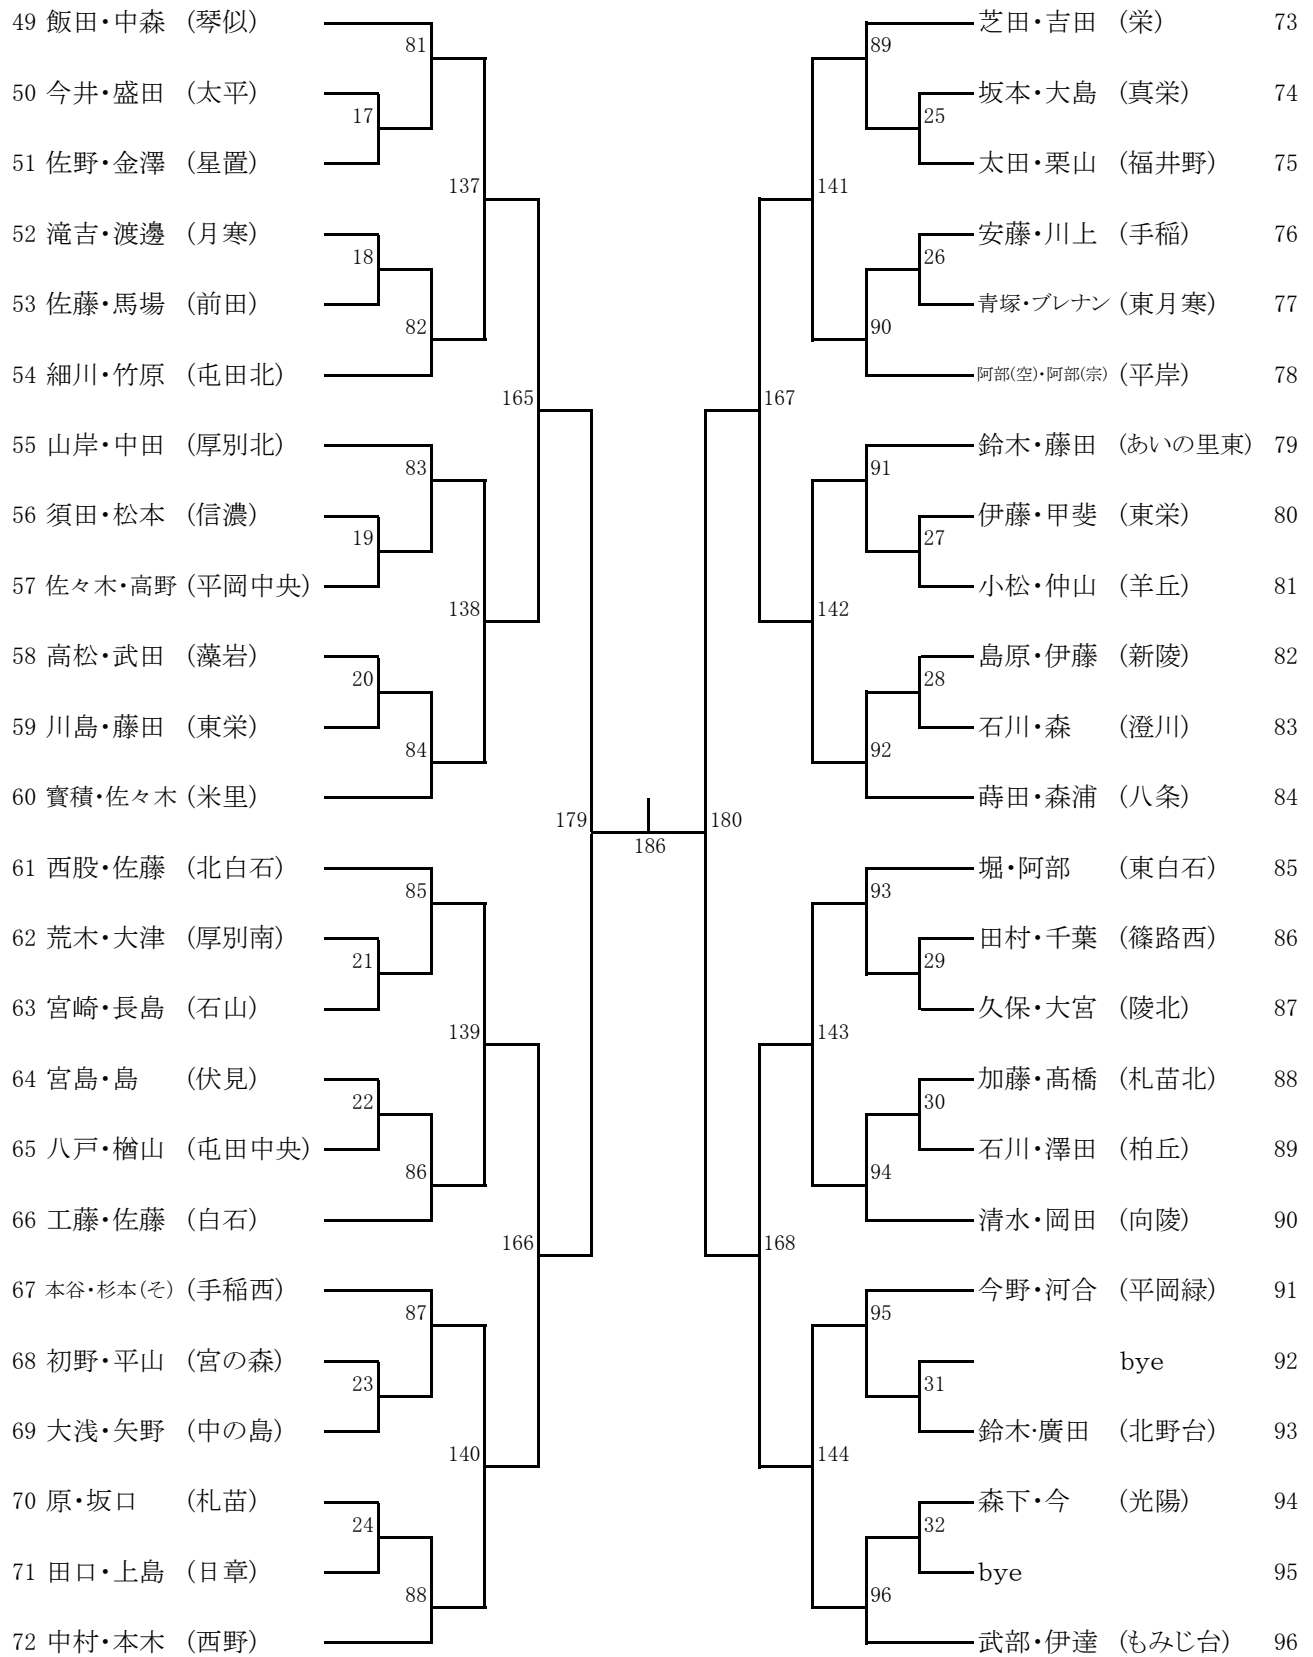 49 飯田・中森 (琴似)
81
50 今井・盛田 (太平)
17
51 佐野・金澤 (星置)
137
52 滝吉・渡邊 (月寒)
18
53 佐藤・馬場 (前田)
82
54 細川・竹原 (屯田北)
165
55 山岸・中田 (厚別北)
83
56 須田・松本 (信濃)
19
57 佐々木・高野 (平岡中央)
138
58 高松・武田 (藻岩)
20
59 川島・藤田 (東栄)
84
60 寳積・佐々木 (米里)
179
61 西股・佐藤 (北白石)
85
62 荒木・大津 (厚別南)
21
63 宮崎・長島 (石山)
139
64 宮島・島 (伏見)
22
65 八戸・楢山 (屯田中央)
86
66 工藤・佐藤 (白石)
166
67 本谷・杉本(そ) (手稲西)
87
68 初野・平山 (宮の森)
23
69 大浅・矢野 (中の島)
140
70 原・坂口 (札苗)
24
71 田口・上島 (日章)
88
72 中村・本木 (西野)
186
芝田・吉田 (栄) 73
89
坂本・大島 (真栄) 74
25
太田・栗山 (福井野) 75
141
安藤・川上 (手稲) 76
26
青塚・ブレナン (東月寒) 77
90
阿部(空)・阿部(宗) (平岸) 78
167
鈴木・藤田 (あいの里東) 79
91
伊藤・甲斐 (東栄) 80
27
小松・仲山 (羊丘) 81
142
島原・伊藤 (新陵) 82
28
石川・森 (澄川) 83
92
蒔田・森浦 (八条) 84
180
堀・阿部 (東白石) 85
93
田村・千葉 (篠路西) 86
29
久保・大宮 (陵北) 87
143
加藤・髙橋 (札苗北) 88
30
石川・澤田 (柏丘) 89
94
清水・岡田 (向陵) 90
168
今野・河合 (平岡緑) 91
95
bye 92
31
鈴木・廣田 (北野台) 93
144
森下・今 (光陽) 94
32
bye 95
96
武部・伊達 (もみじ台) 96